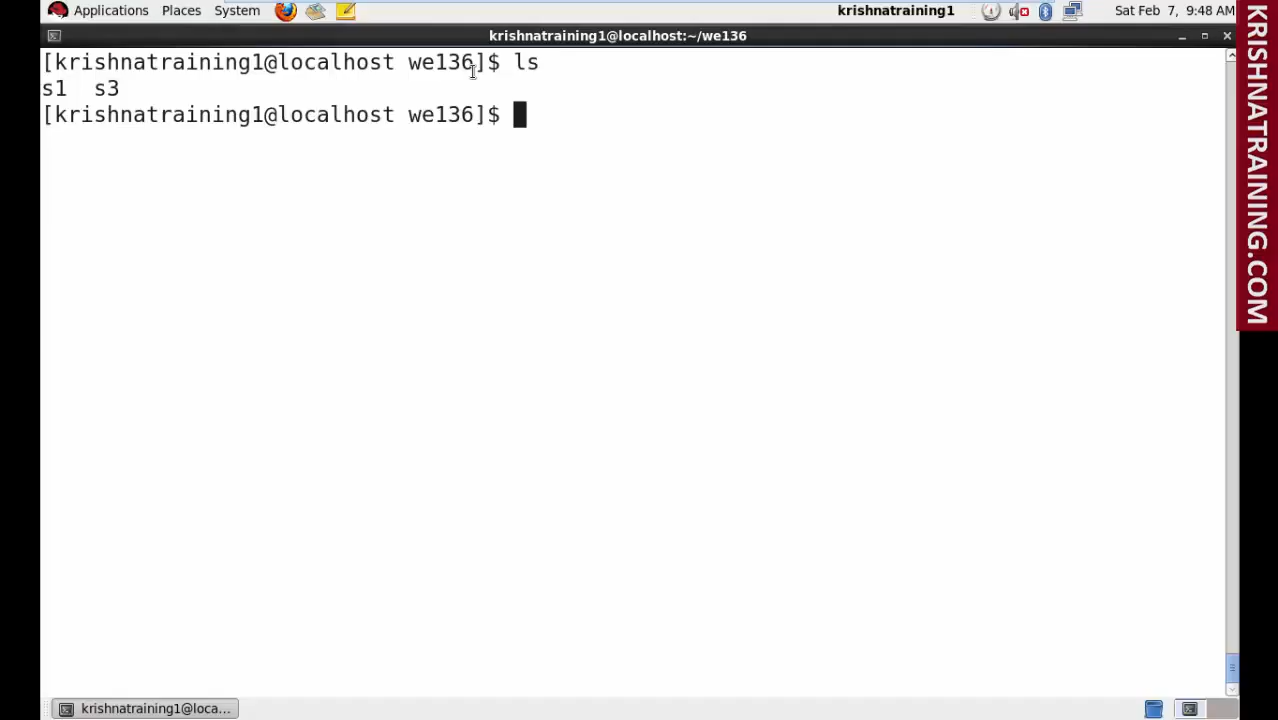 Applications Places System krishnatraining1 Sat Feb 7, 9:48 AM
krishnatraining1@localhost:~/we136
[krishnatraining1@localhost we136]$ ls
s1  s3
[krishnatraining1@localhost we136]$
krishnatraining1@loca...
KRISHNATRAINING.COM